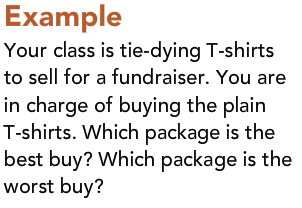 Example
Your class is tie-dying T-shirts
to sell for a fundraiser. You are
in charge of buying the plain
T-shirts. Which package is the
best buy? Which package is the
worst buy?